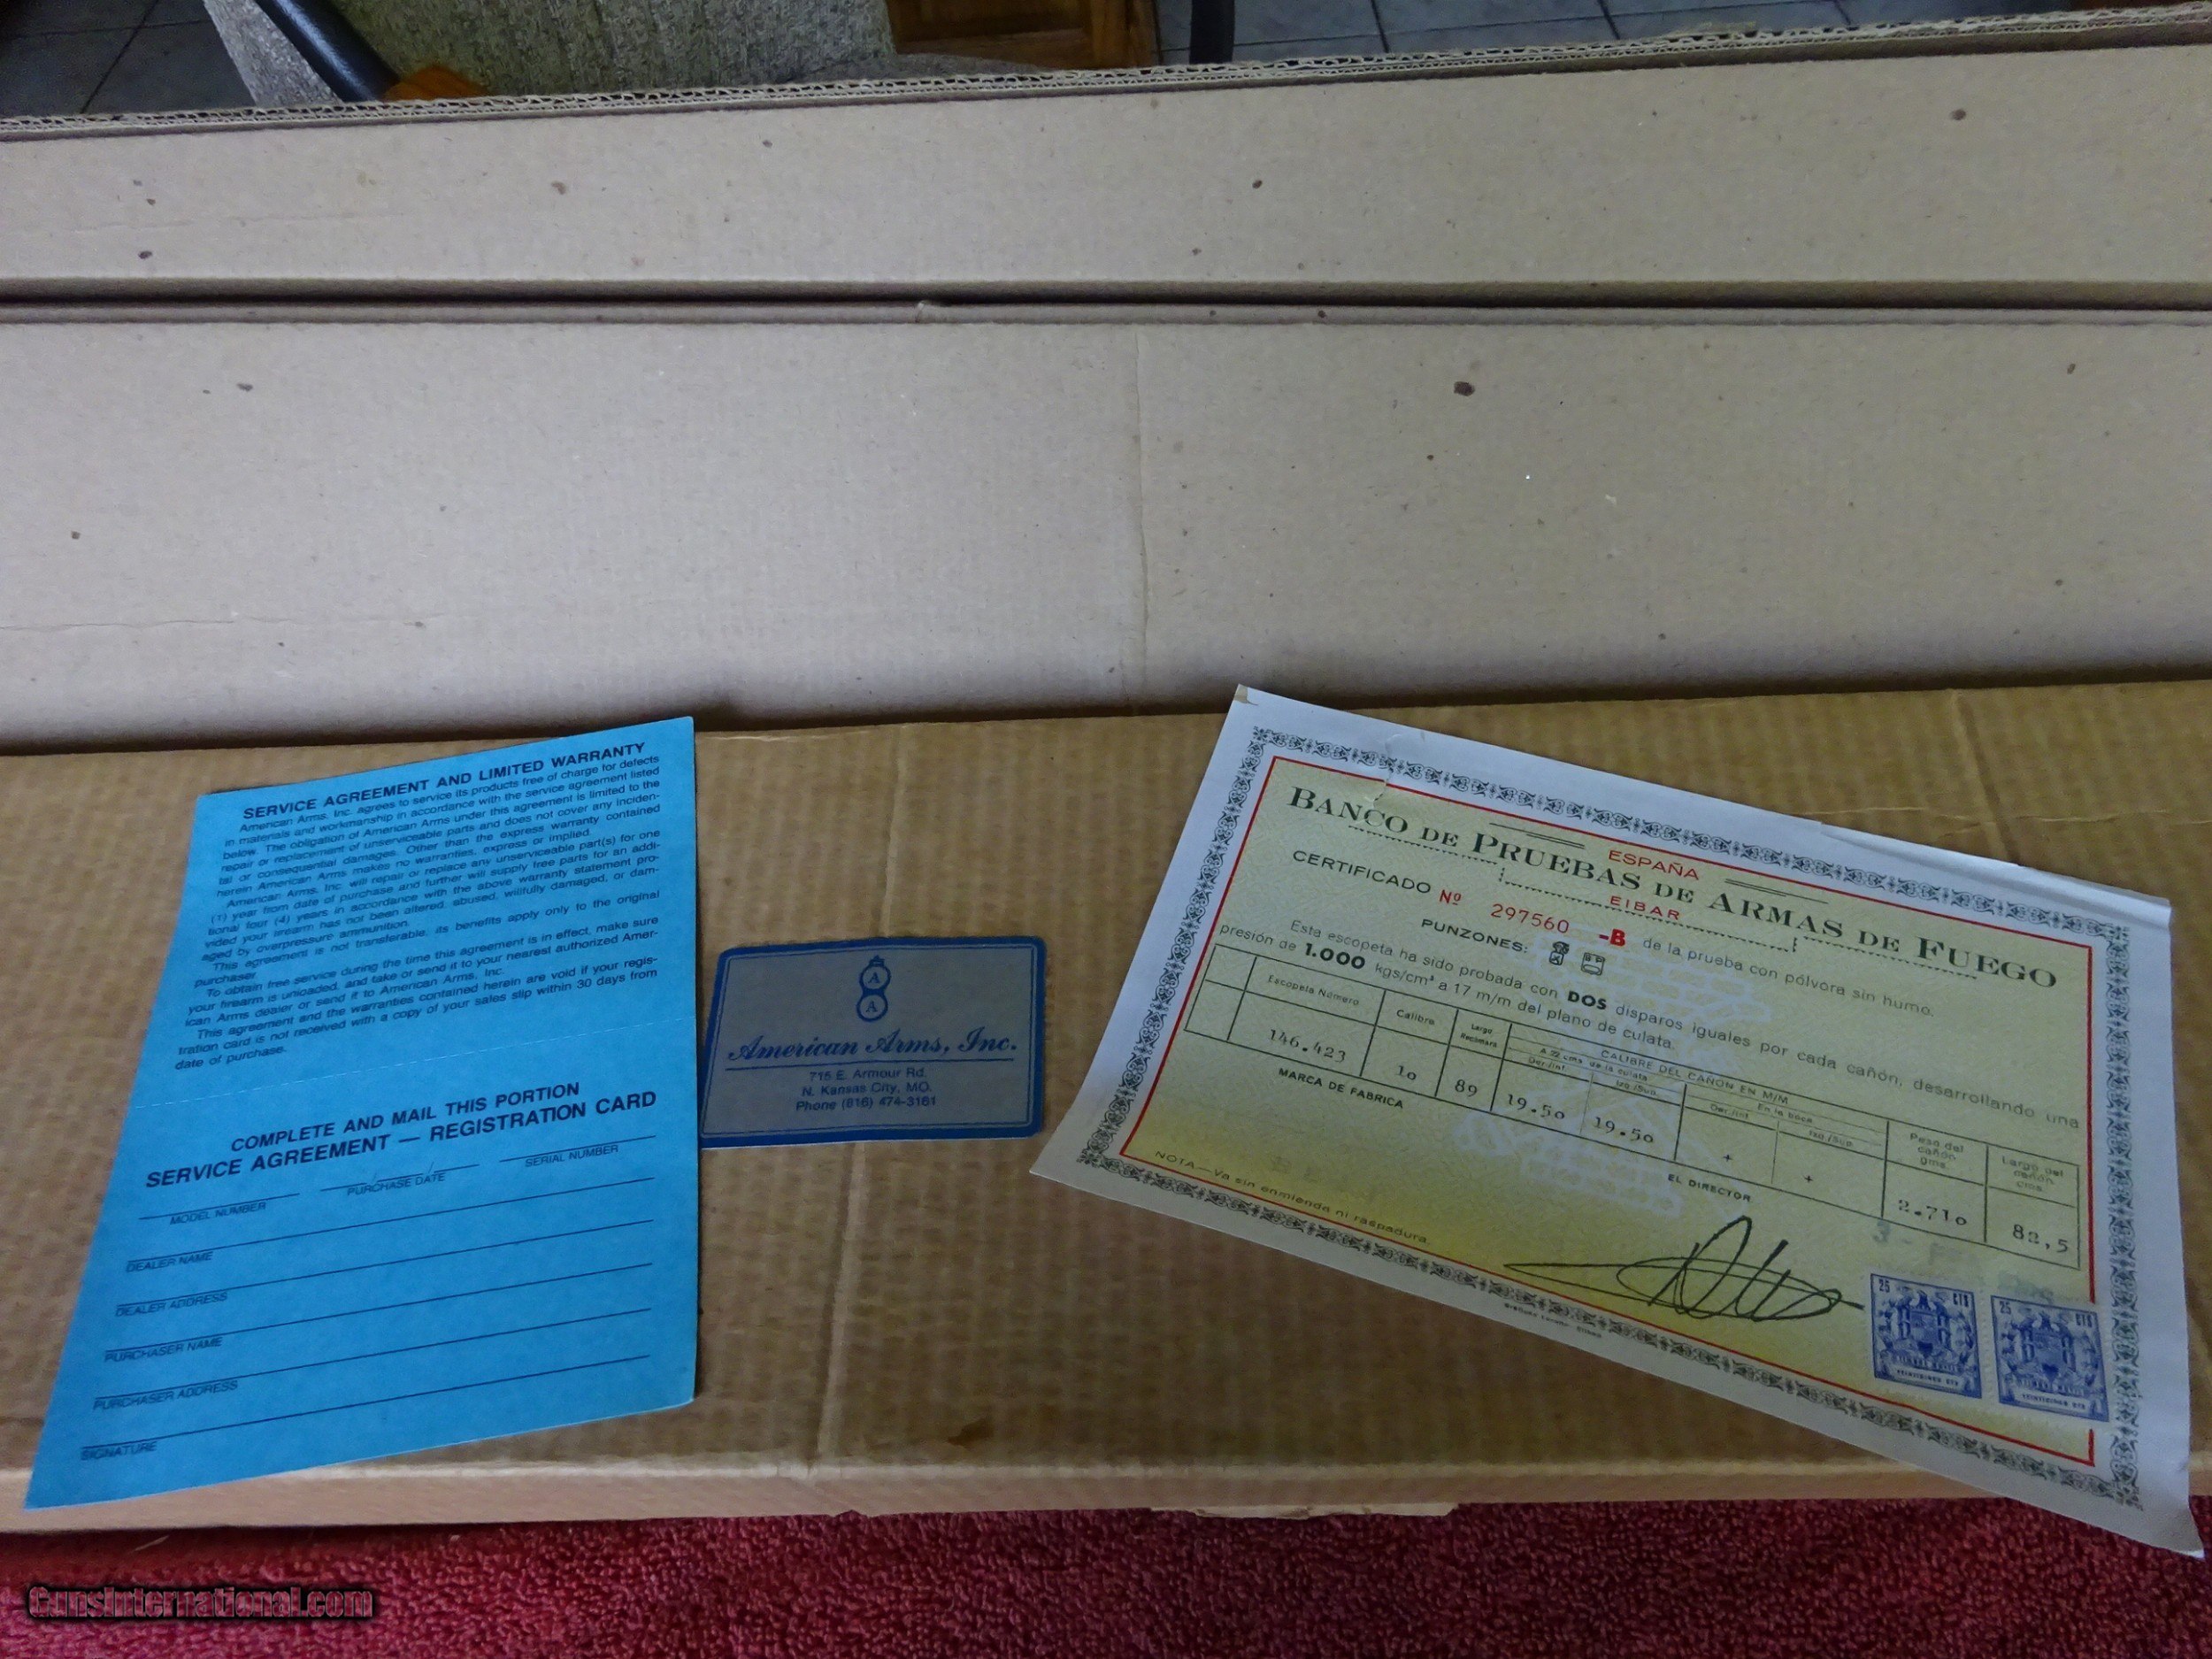 SERVICE AGREEMENT AND LIMITED WARRANTY
American Arms, Inc. agrees to service its products free of charge for defects
in materials and workmanship in accordance with the service agreement listed
below. The obligation of American Arms under this agreement is limited to the
repair or replacement of unserviceable parts and does not cover any inciden-
tal or consequential damages. Other than the express warranty contained
herein American Arms makes no warranties, express or implied.
American Arms, Inc. will repair or replace any unserviceable part(s) for one
(1) year from date of purchase and further will supply free parts for an addi-
tional four (4) years in accordance with the above warranty statement pro-
vided your firearm has not been altered, abused, willfully damaged, or dam-
aged by overpressure ammunition.
This agreement is not transferable, its benefits apply only to the original
purchaser.
To obtain free service during the time this agreement is in effect, make sure
your firearm is unloaded, and take or send it to your nearest authorized Amer-
ican Arms dealer or send it to American Arms, Inc.
This agreement and the warranties contained herein are void if your regis-
tration card is not received with a copy of your sales slip within 30 days from
date of purchase.
COMPLETE AND MAIL THIS PORTION
SERVICE AGREEMENT — REGISTRATION CARD
MODEL NUMBER PURCHASE DATE SERIAL NUMBER
DEALER NAME
DEALER ADDRESS
PURCHASER NAME
PURCHASER ADDRESS
SIGNATURE
A
A
American Arms, Inc.
715 E. Armour Rd.
N. Kansas City, MO.
Phone (816) 474-3161
ESPAÑA
BANCO DE PRUEBAS DE ARMAS DE FUEGO
EIBAR
CERTIFICADO Nº 297560 -B de la prueba con pólvora sin humo.
PUNZONES:
Esta escopeta ha sido probada con DOS disparos iguales por cada cañón, desarrollando una
presión de 1.000 kgs/cm² a 17 m/m del plano de culata.
Escopeta Número Calibre Largo Recámara CALIBRE DEL CAÑON EN M/M Peso del cañón gms. Largo del cañón cms.
A 22 cms de la culata En la boca
Der./Inf. Izq./Sup. Der./Inf. Izq./Sup.
146.423 10 89 19.50 19.50 + + 2.710 82,5
MARCA DE FABRICA EL DIRECTOR
NOTA—Va sin enmienda ni raspadura.
25 CTS 25 CTS
GunsInternational.com